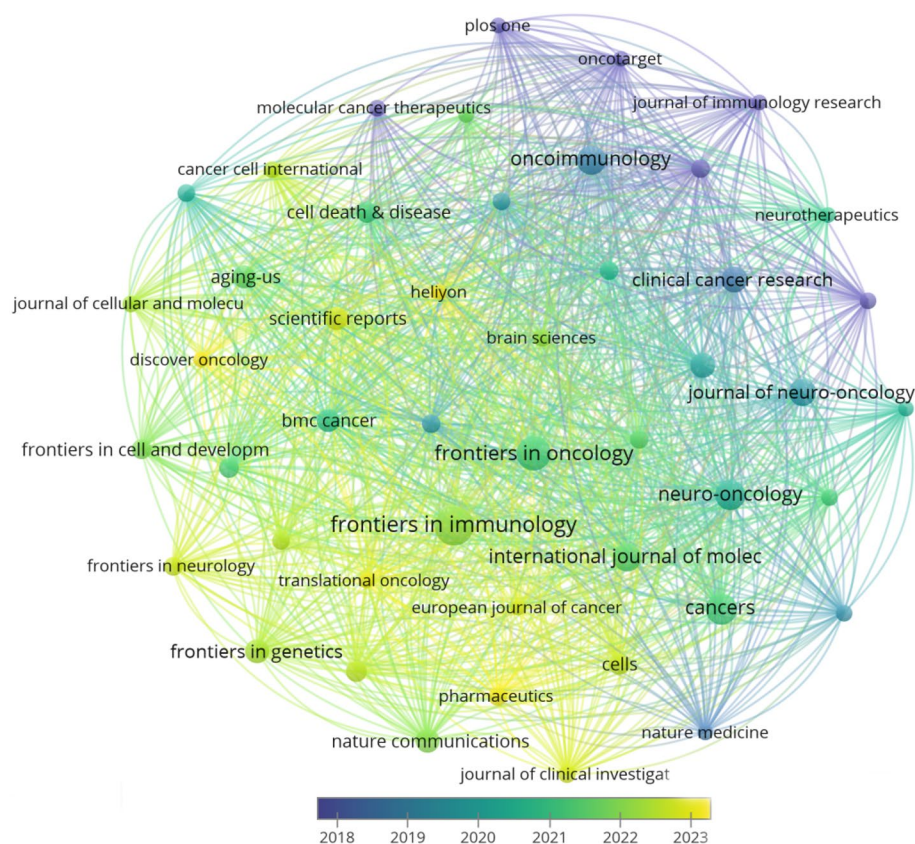 plos one
oncotarget
journal of immunology research
molecular cancer therapeutics
oncoimmunology
cancer cell international
cell death & disease
neurotherapeutics
aging-us
clinical cancer research
heliyon
journal of cellular and molecu
scientific reports
brain sciences
discover oncology
journal of neuro-oncology
bmc cancer
frontiers in cell and developm
frontiers in oncology
neuro-oncology
frontiers in immunology
international journal of molec
frontiers in neurology
translational oncology
european journal of cancer
cancers
frontiers in genetics
cells
pharmaceutics
nature medicine
nature communications
journal of clinical investigat
2018 2019 2020 2021 2022 2023